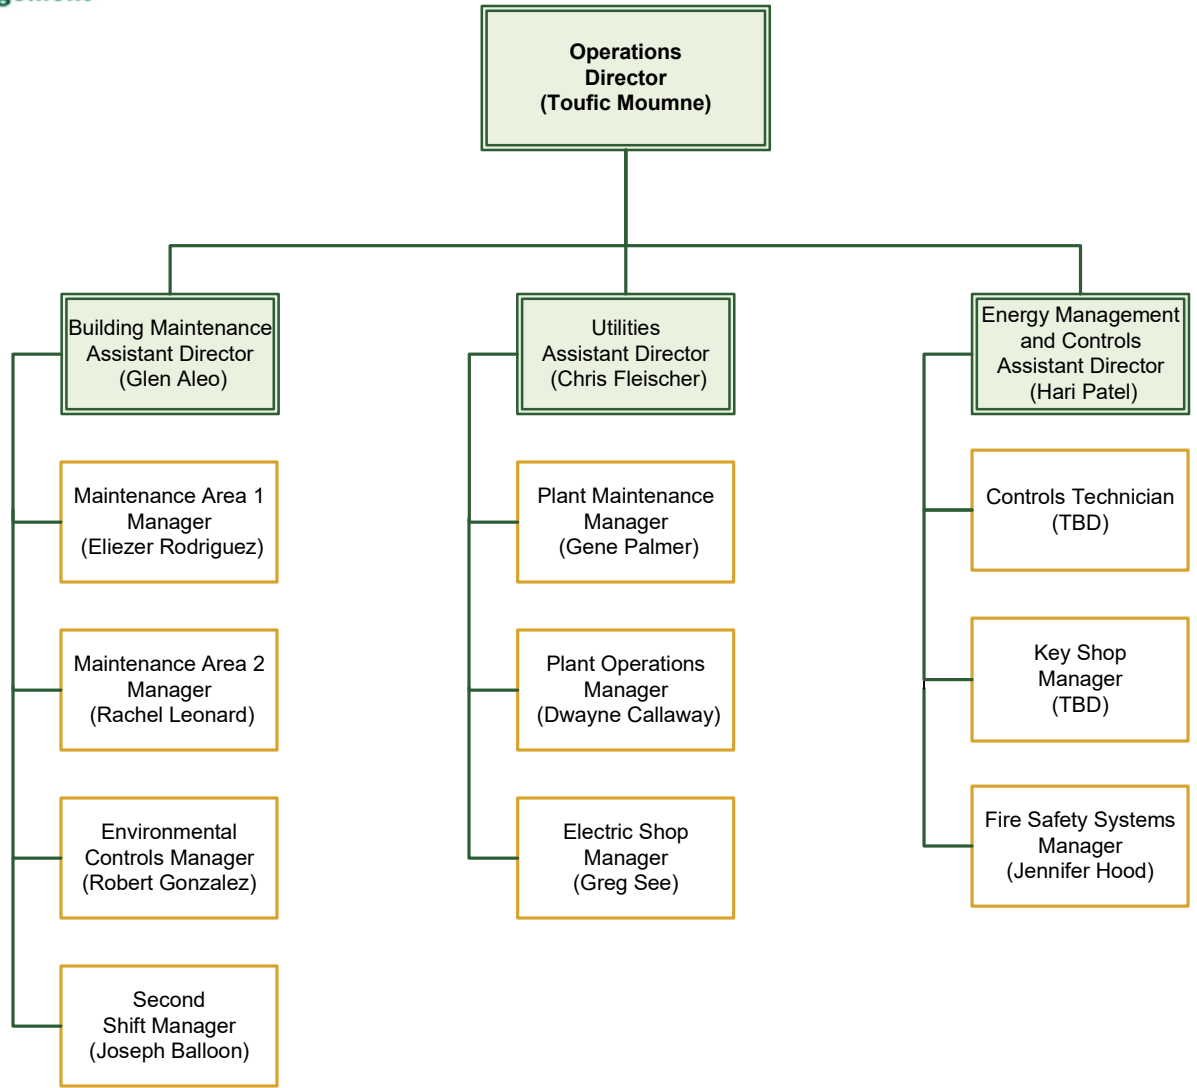 Operations
Director
(Toufic Moumne)
Building Maintenance
Assistant Director
(Glen Aleo)
Maintenance Area 1
Manager
(Eliezer Rodriguez)
Maintenance Area 2
Manager
(Rachel Leonard)
Environmental
Controls Manager
(Robert Gonzalez)
Second
Shift Manager
(Joseph Balloon)
Utilities
Assistant Director
(Chris Fleischer)
Plant Maintenance
Manager
(Gene Palmer)
Plant Operations
Manager
(Dwayne Callaway)
Electric Shop
Manager
(Greg See)
Energy Management
and Controls
Assistant Director
(Hari Patel)
Controls Technician
(TBD)
Key Shop
Manager
(TBD)
Fire Safety Systems
Manager
(Jennifer Hood)